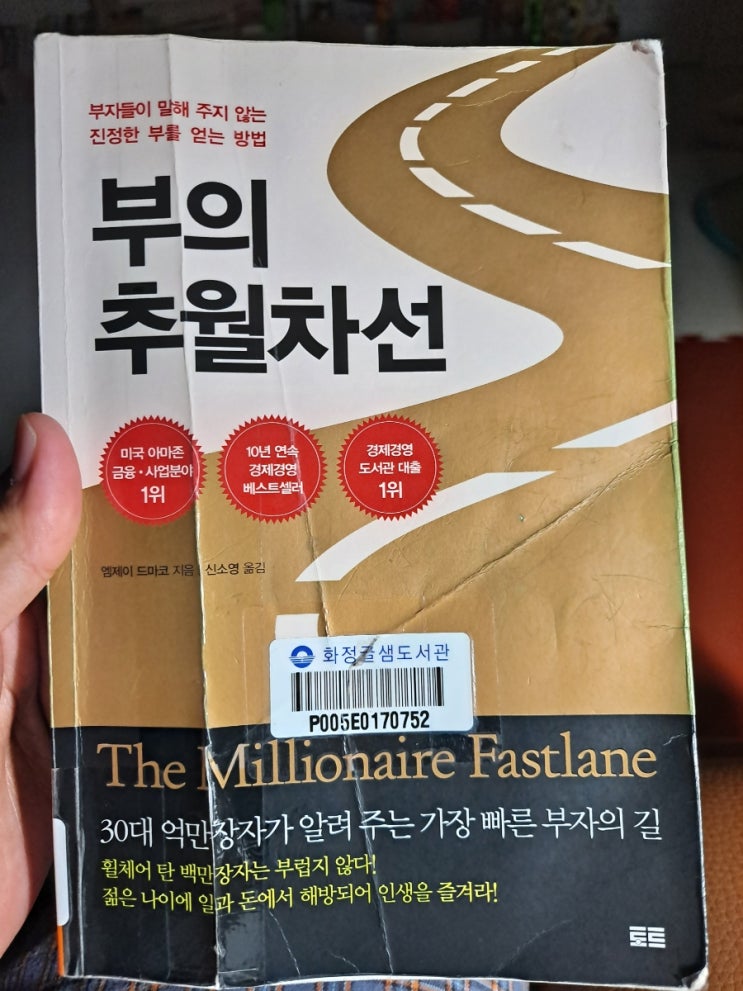 부자들이 말해 주지 않는
진정한 부를 얻는 방법
부의
추월차선
미국 아마존
금융·사업분야
1위
10년 연속
경제경영
베스트셀러
경제경영
도서관 대출
1위
엠제이 드마코 지음 | 신소영 옮김
화정글샘도서관
P005E0170752
The Millionaire Fastlane
30대 억만장자가 알려 주는 가장 빠른 부자의 길
휠체어 탄 백만장자는 부럽지 않다!
젊은 나이에 일과 돈에서 해방되어 인생을 즐겨라!
토트